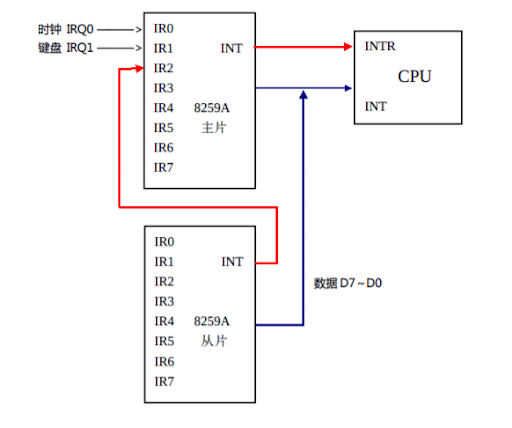 时钟 IRQ0
键盘 IRQ1
IR0
IR1
INT
IR2
IR3
IR4
8259A
IR5
主片
IR6
IR7
INTR
CPU
INT
IR0
IR1
INT
IR2
IR3
IR4
8259A
IR5
从片
IR6
IR7
数据 D7~D0